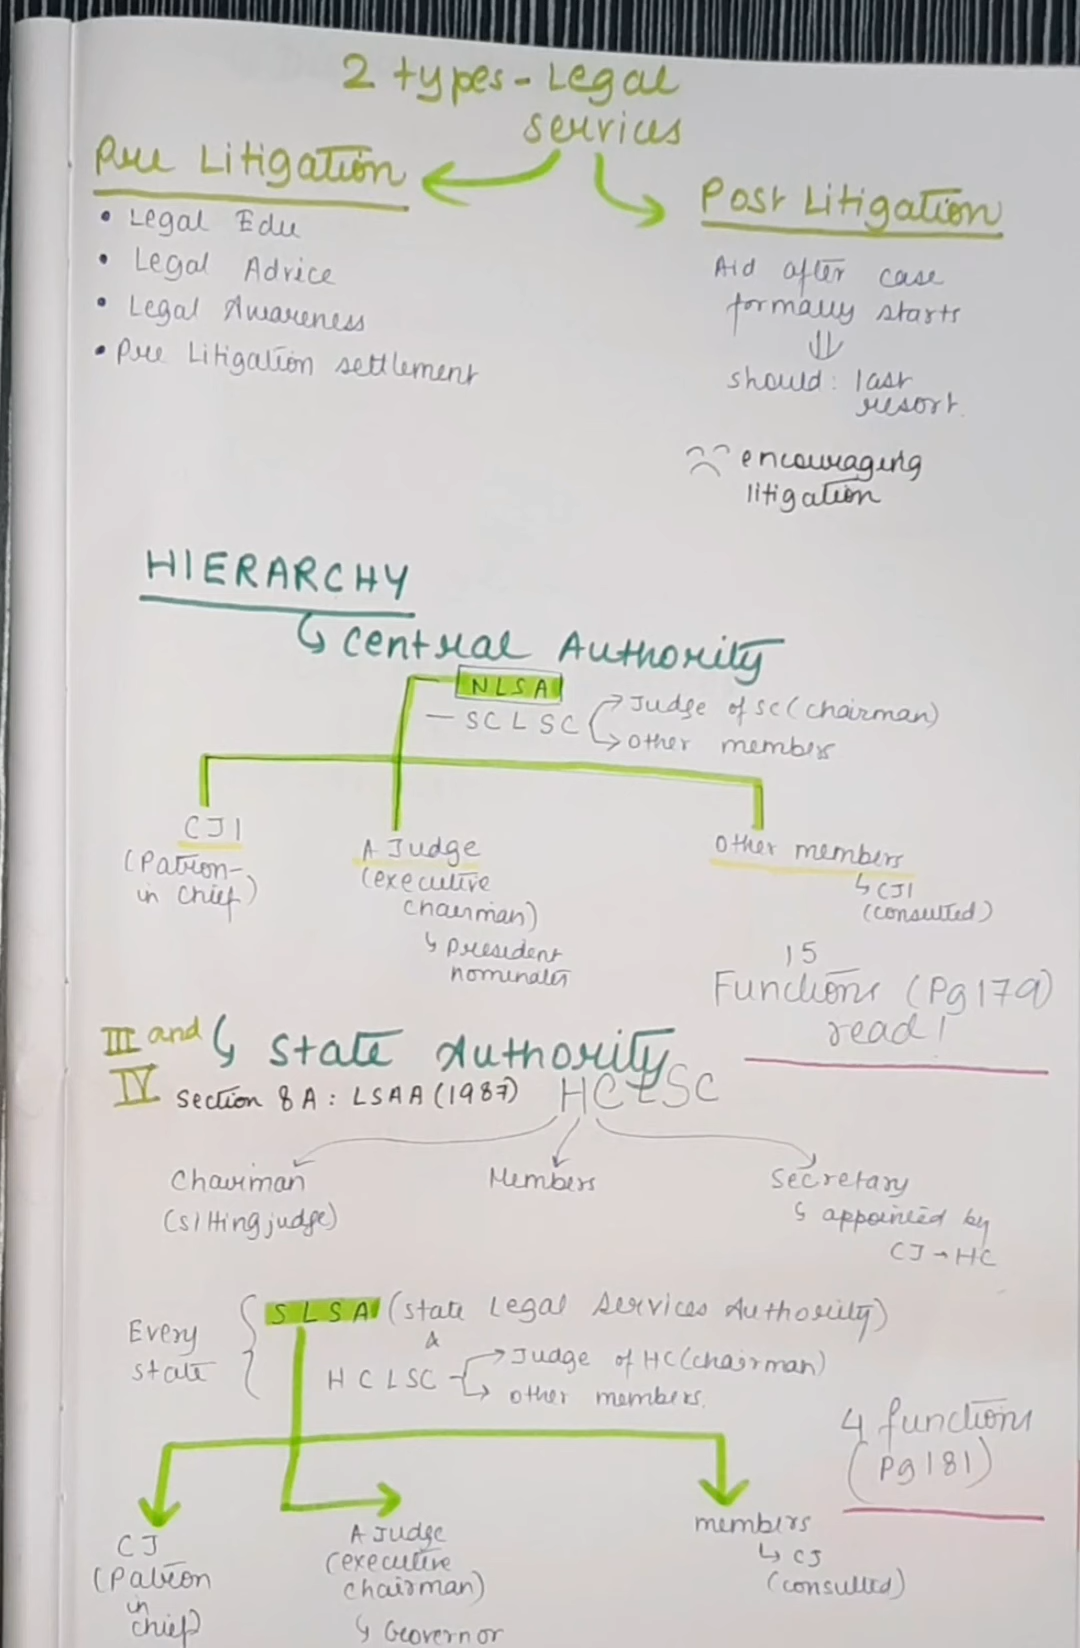 2 types - Legal
services
Pre Litigation
• Legal Edu
• Legal Advice
• Legal Awareness
• Pre Litigation settlement
Post Litigation
Aid after case
formally starts
⇓
should: last
resort.
encouraging
litigation
HIERARCHY
↳ Central Authority
NLSA
— SCLSC → Judge of SC (chairman)
→ other members
CJI
(Patron-
in chief)
A Judge
(executive
chairman)
↳ President
nominates
Other members
↳ CJI
(consulted)
15
Functions (Pg 179)
read!
III and ↳ State Authority
IV Section 8A: LSAA (1987) HCLSC
Chairman
(sitting judge)
Members
Secretary
↳ appointed by
CJ → HC
Every
state
SLSA (State Legal Services Authority)
&
HCLSC → Judge of HC (chairman)
→ other members.
4 functions
(Pg 181)
CJ
(Patron
in
chief)
A Judge
(executive
chairman)
↳ Governor
members
↳ CJ
(consulted)